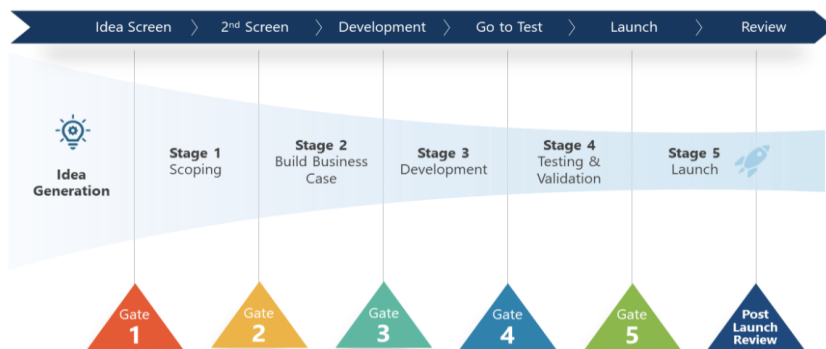 Idea Screen
2nd Screen
Development
Go to Test
Launch
Review
Idea
Generation
Stage 1
Scoping
Stage 2
Build Business
Case
Stage 3
Development
Stage 4
Testing &
Validation
Stage 5
Launch
Gate
1
Gate
2
Gate
3
Gate
4
Gate
5
Post
Launch
Review